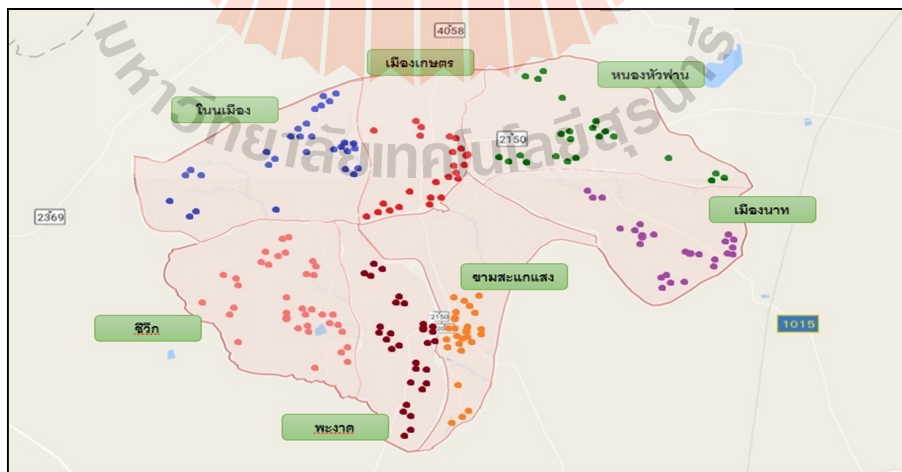 4058
เมืองเกษตร
หนองหัวฟาน
โนนเมือง
มหาวิทยาลัยเทคโนโลยีสุรนารี
2150
2369
เมืองนาท
ขามสะแกแสง
2150
ชีวึก
1015
พะงาด